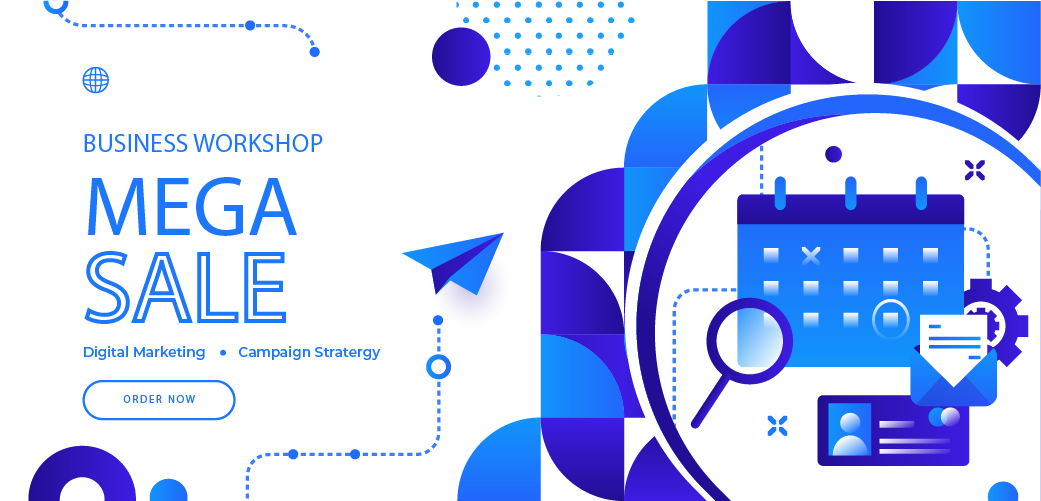 BUSINESS WORKSHOP
MEGA
SALE
Digital Marketing • Campaign Stratergy
ORDER NOW